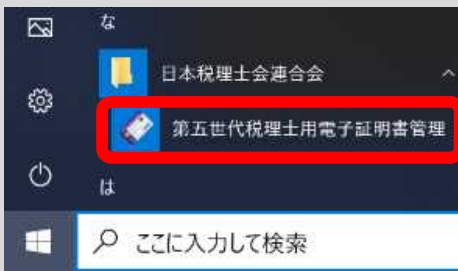 な
日本税理士会連合会
第五世代税理士用電子証明書管理
は
ここに入力して検索